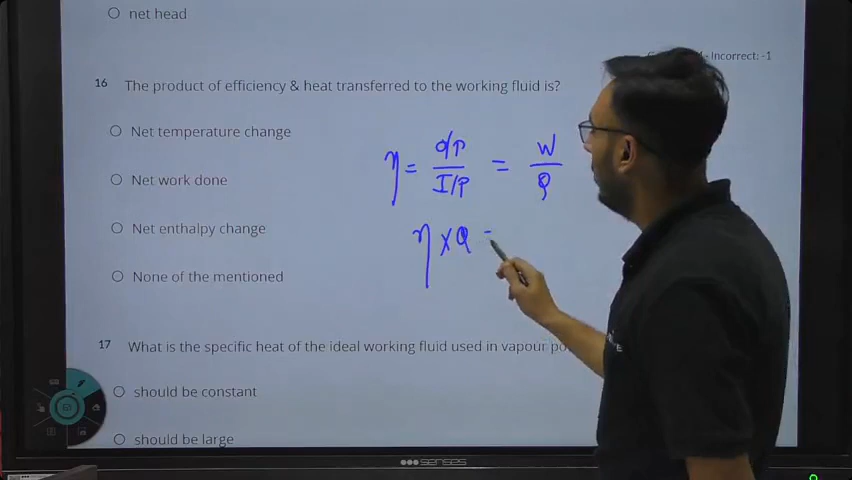 net head
Incorrect: -1
16 The product of efficiency & heat transferred to the working fluid is?
Net temperature change
Net work done
Net enthalpy change
None of the mentioned
η = O/P / I/P = W / Q
η × Q =
17 What is the specific heat of the ideal working fluid used in vapour
should be constant
should be large
senses